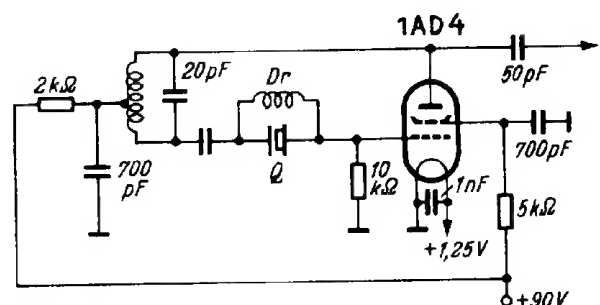 1AD4
20pF
Dr
50pF
2kΩ
700
pF
Q
10
kΩ
1nF
700pF
5kΩ
+1,25V
+90V